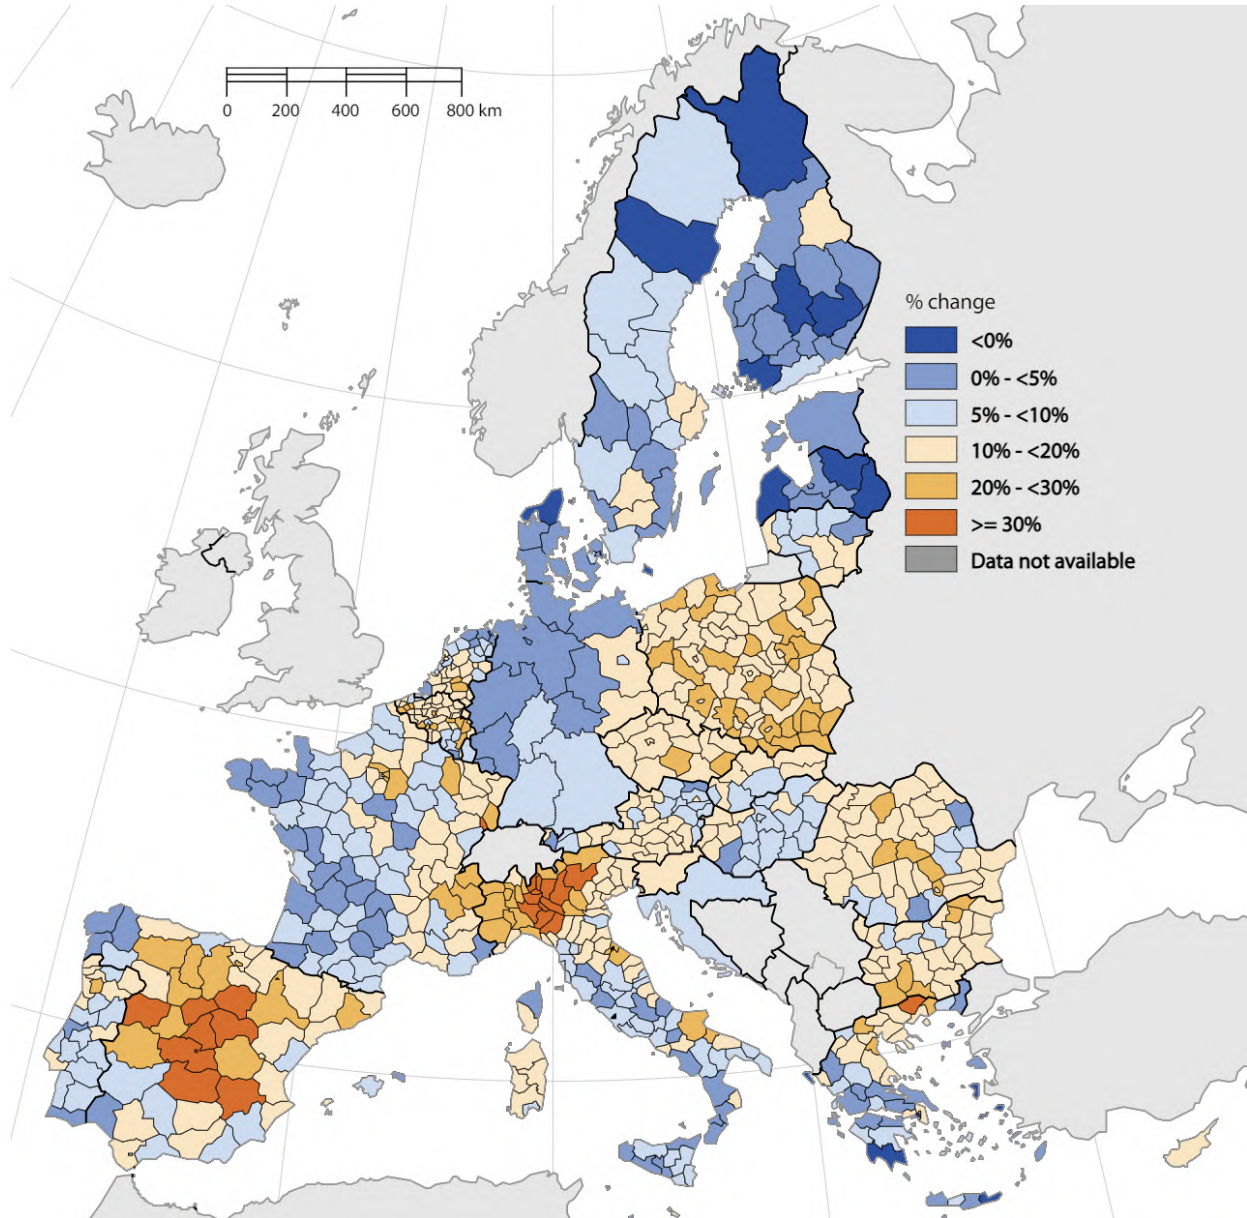 0 200 400 600 800 km
% change
<0%
0% - <5%
5% - <10%
10% - <20%
20% - <30%
>= 30%
Data not available